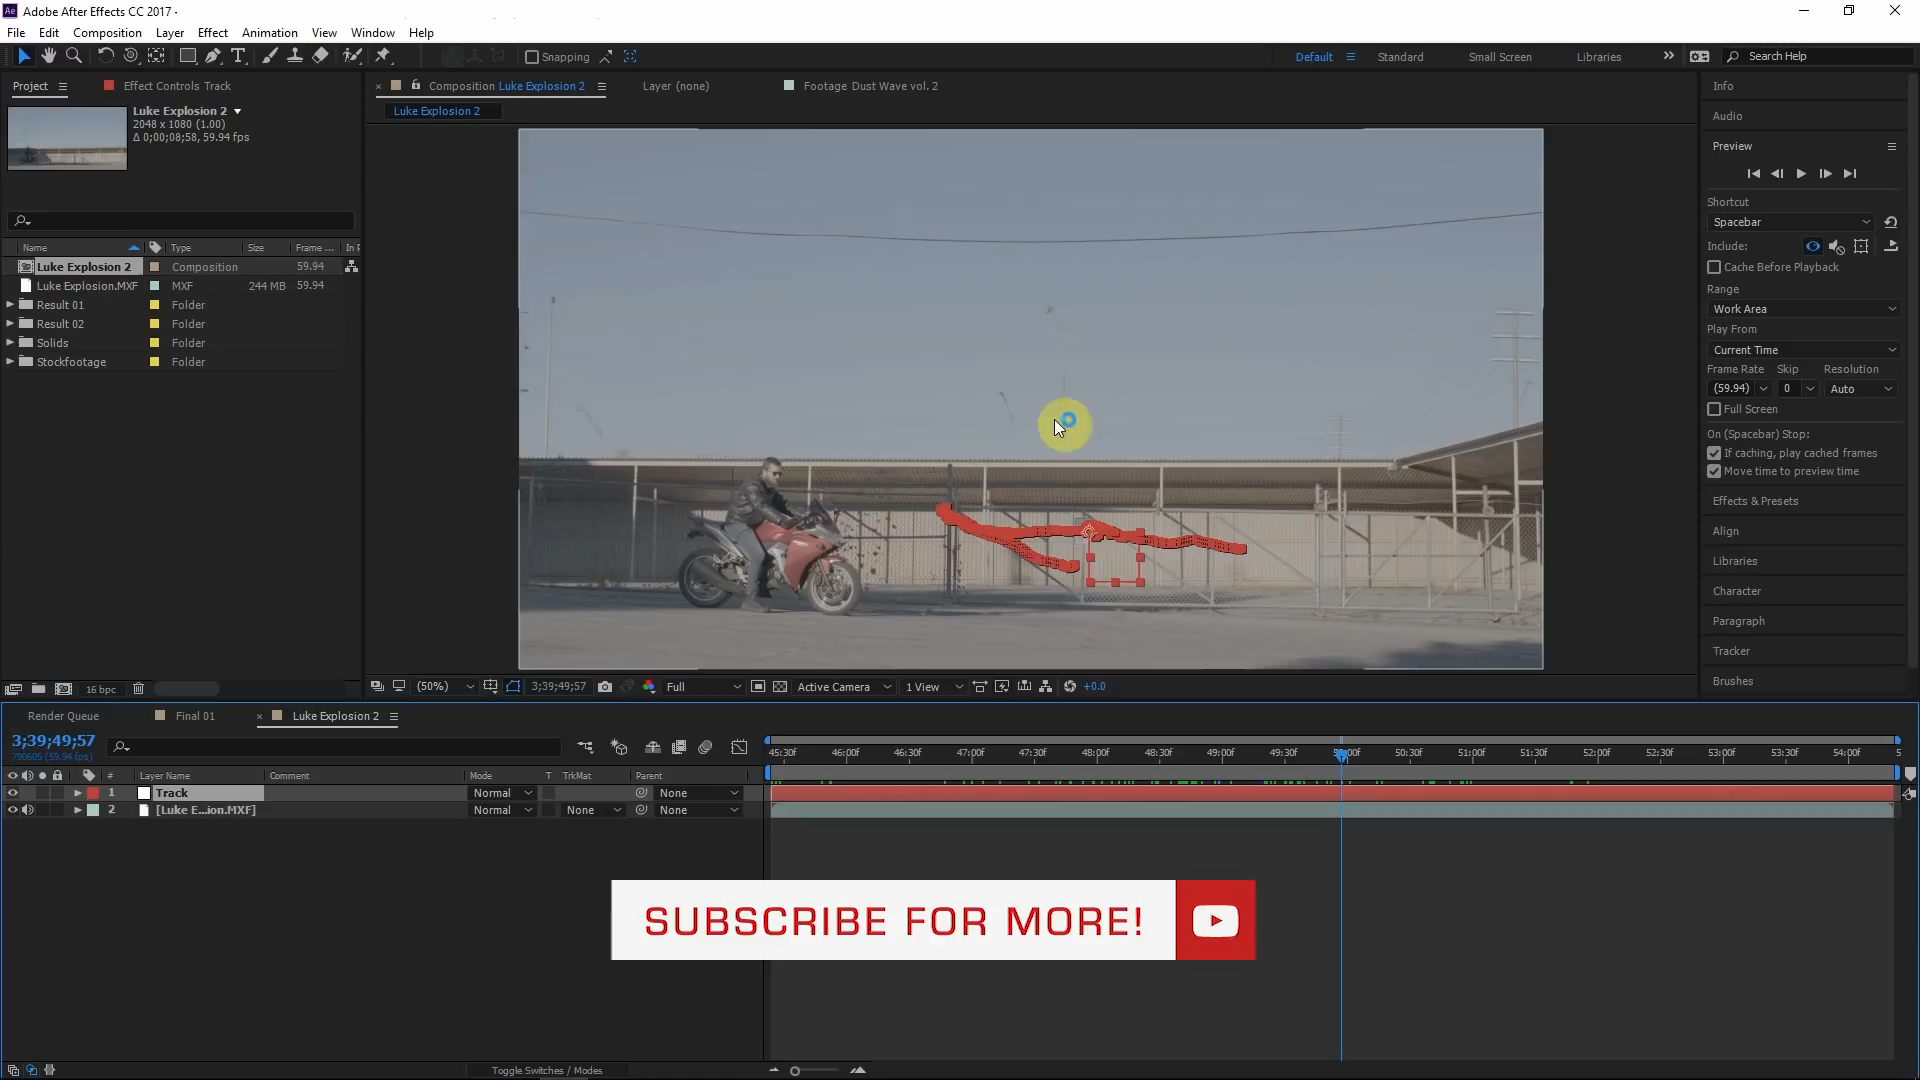 Ae Adobe After Effects CC 2017 -
File Edit Composition Layer Effect Animation View Window Help
Snapping Default Standard Small Screen Libraries Search Help
Project Effect Controls Track
Luke Explosion 2
2048 x 1080 (1.00)
Δ 0;00;08;58, 59.94 fps
Name Type Size Frame ...
Luke Explosion 2 Composition 59.94
Luke Explosion.MXF MXF 244 MB 59.94
Result 01 Folder
Result 02 Folder
Solids Folder
Stockfootage Folder
16 bpc
Composition Luke Explosion 2 Layer (none) Footage Dust Wave vol. 2
Luke Explosion 2
(50%) 3;39;49;57 Full Active Camera 1 View +0.0
Info
Audio
Preview
Shortcut
Spacebar
Include:
Cache Before Playback
Range
Work Area
Play From
Current Time
Frame Rate Skip Resolution
(59.94) 0 Auto
Full Screen
On (Spacebar) Stop:
If caching, play cached frames
Move time to preview time
Effects & Presets
Align
Libraries
Character
Paragraph
Tracker
Brushes
Render Queue Final 01 Luke Explosion 2
3;39;49;57
790605 (59.94 fps)
45:30f 46:00f 46:30f 47:00f 47:30f 48:00f 48:30f 49:00f 49:30f 50:30f 51:00f 51:30f 52:00f 52:30f 53:00f 53:30f 54:00f
# Layer Name Comment Mode T TrkMat Parent
1 Track Normal None
2 [Luke E...ion.MXF] Normal None None
SUBSCRIBE FOR MORE!
Toggle Switches / Modes